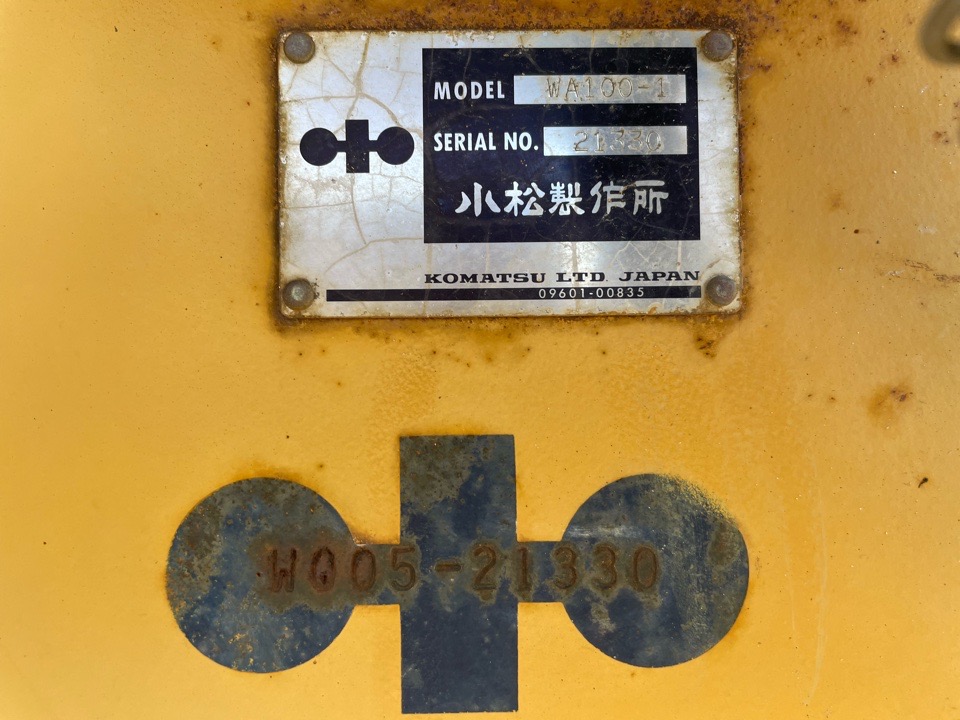 MODEL WA100-1
SERIAL NO. 21330
小松製作所
KOMATSU LTD. JAPAN
09601-00835
W005-21330